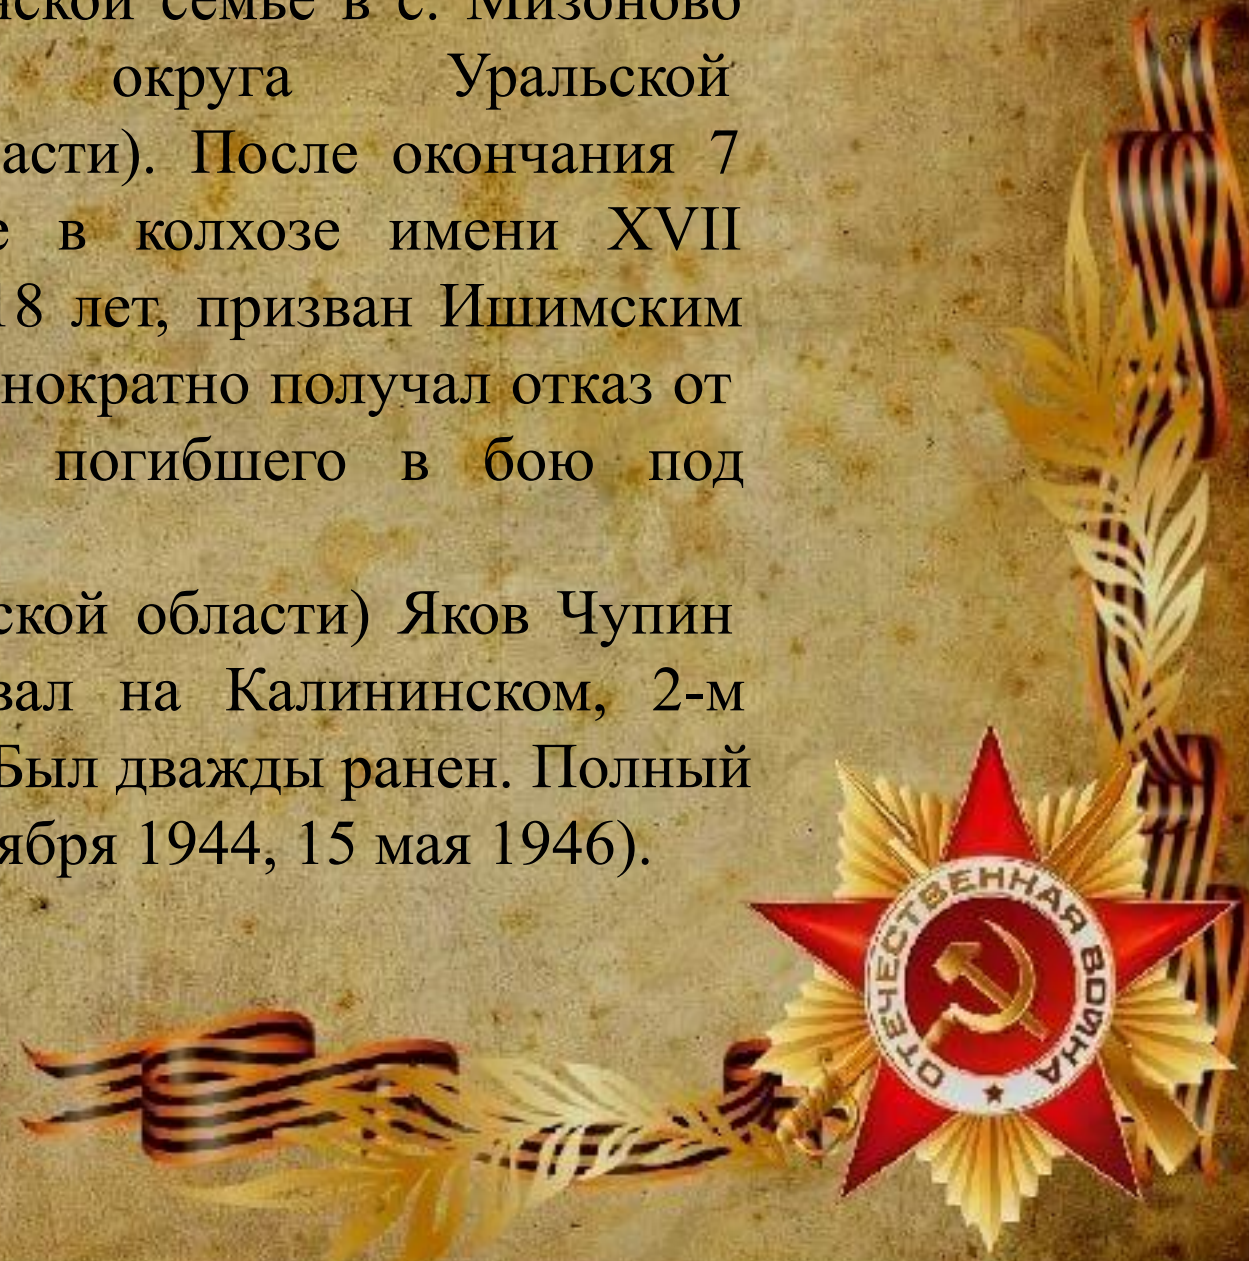 нской семье в с. Мизоново
округа Уральской
асти). После окончания 7
е в колхозе имени XVII
18 лет, призван Ишимским
нократно получал отказ от
погибшего в бою под
ской области) Яков Чупин
вал на Калининском, 2-м
Был дважды ранен. Полный
ября 1944, 15 мая 1946).
ОТЕЧЕСТВЕННАЯ ВОЙНА